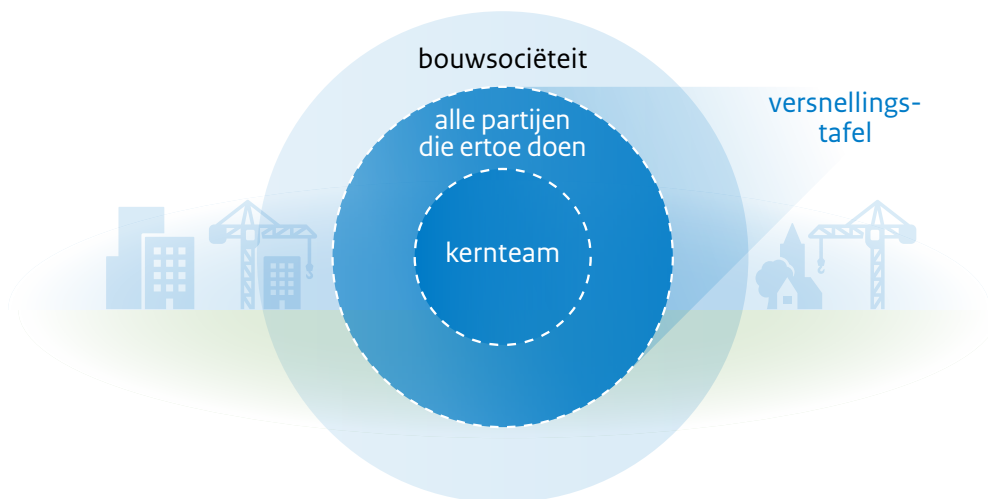 bouwsociëteit
alle partijen
die ertoe doen
versnellings-
tafel
kernteam